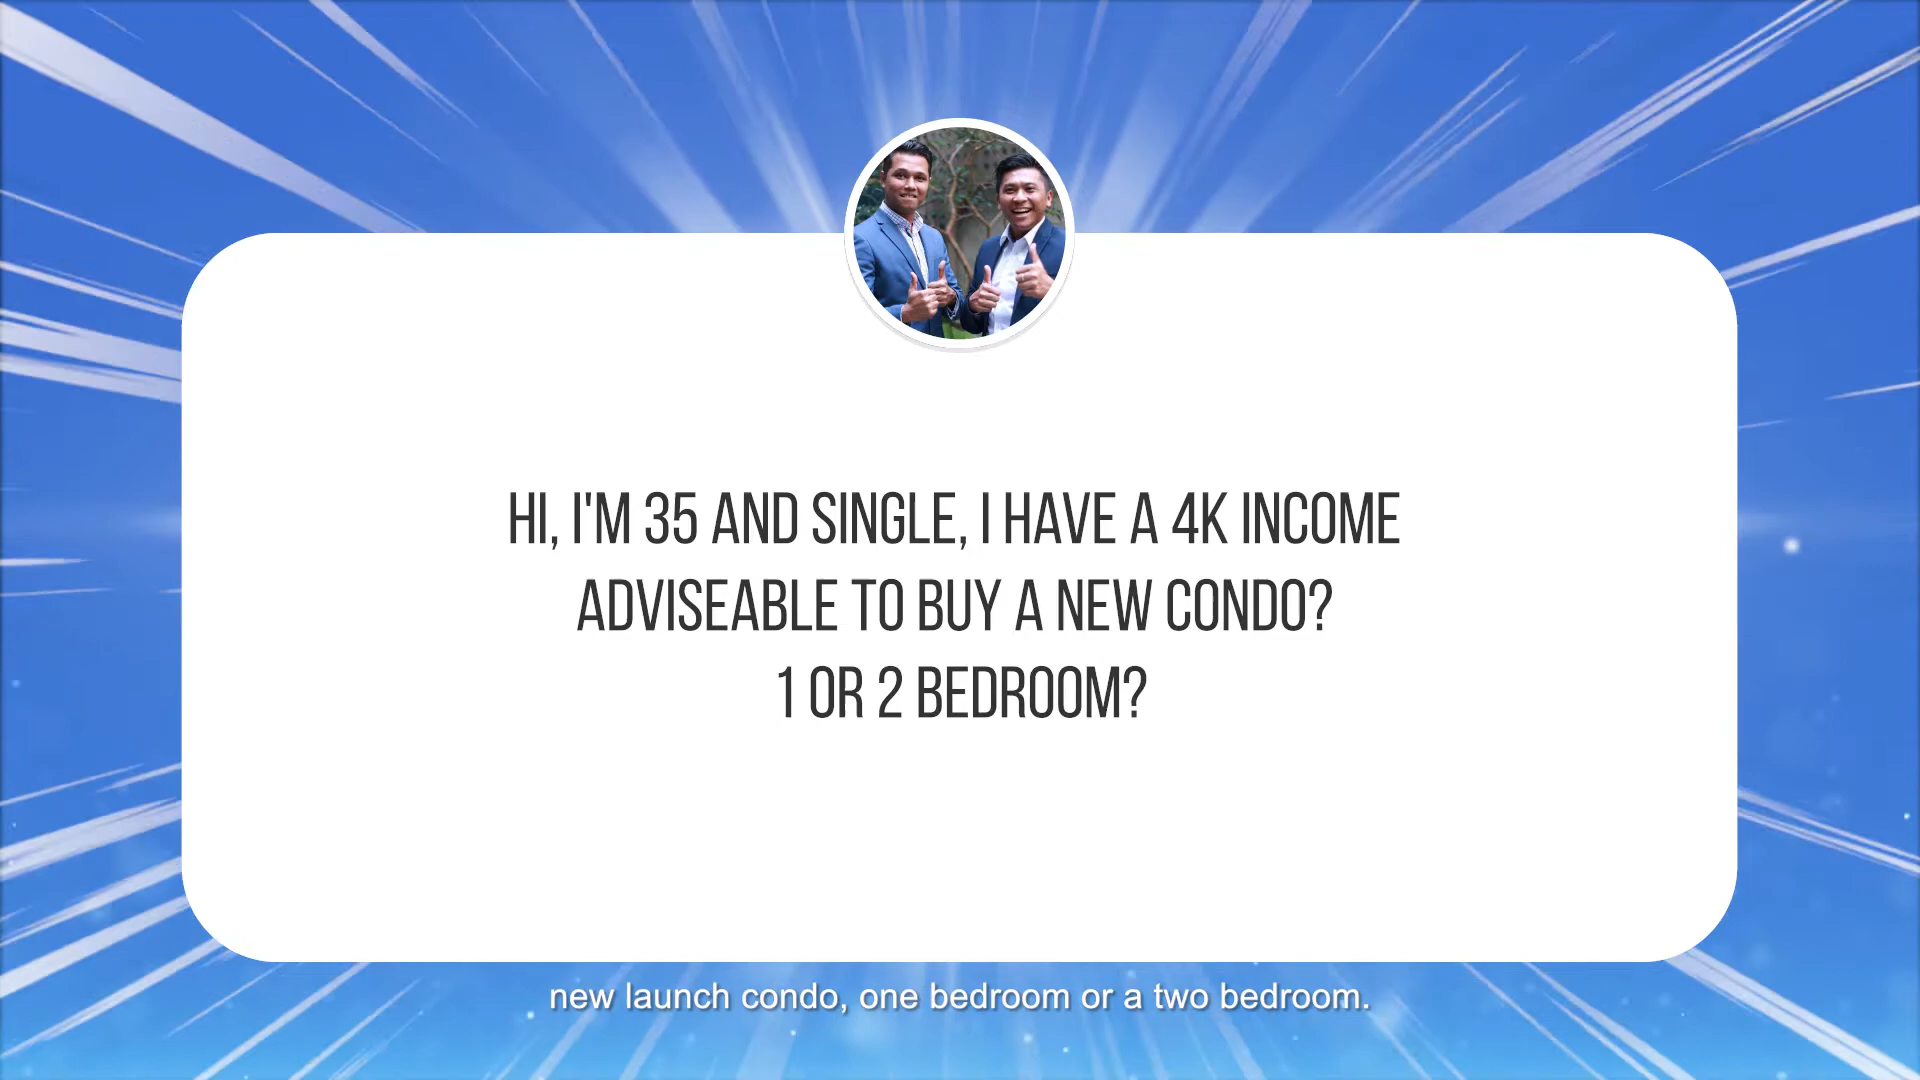 HI, I'M 35 AND SINGLE, I HAVE A 4K INCOME
ADVISEABLE TO BUY A NEW CONDO?
1 OR 2 BEDROOM?
new launch condo, one bedroom or a two bedroom.